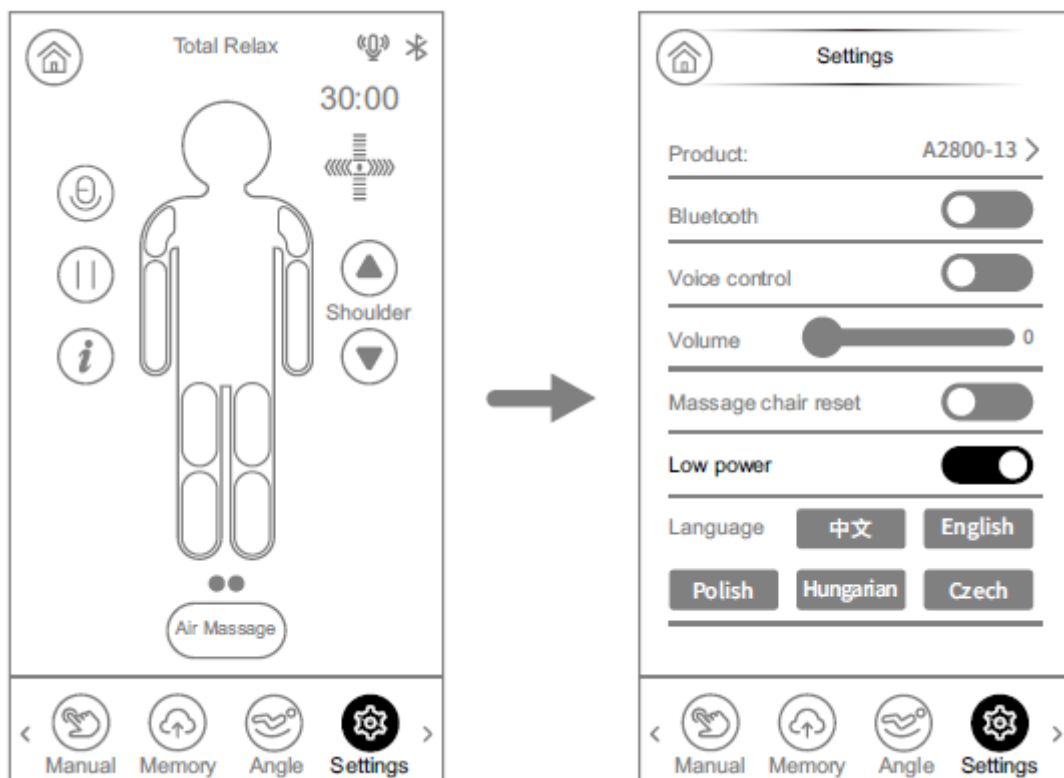 Total Relax
30:00
Shoulder
Air Massage
Manual Memory Angle Settings
Settings
Product: A2800-13
Bluetooth
Voice control
Volume 0
Massage chair reset
Low power
Language 中文 English
Polish Hungarian Czech
Manual Memory Angle Settings